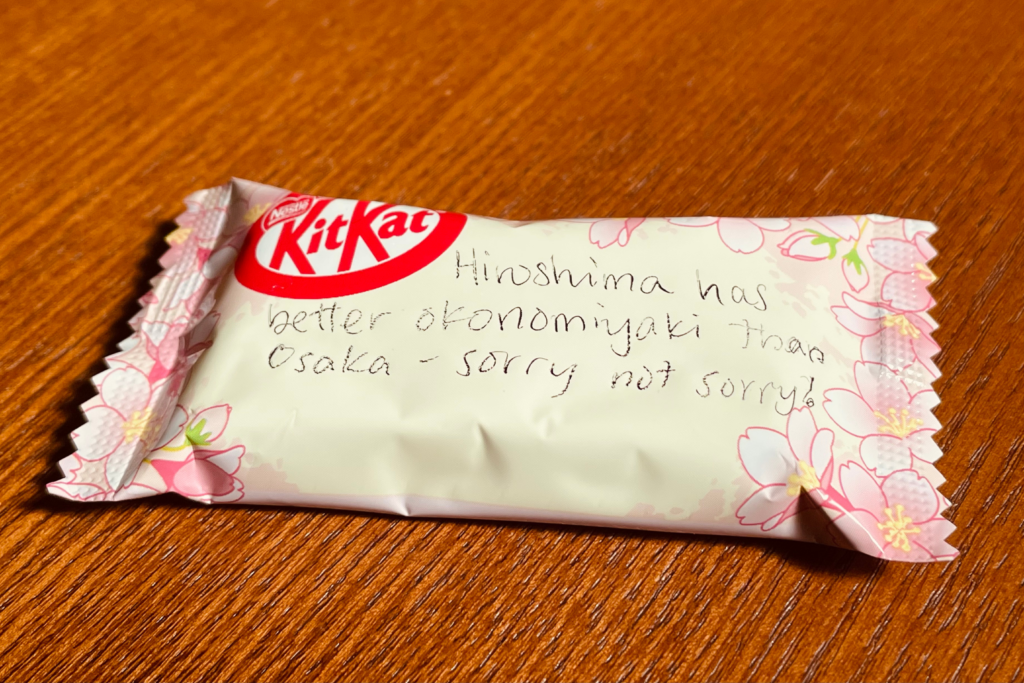 Nestlé
KitKat
Hiroshima has
better okonomiyaki than
Osaka - sorry not sorry!